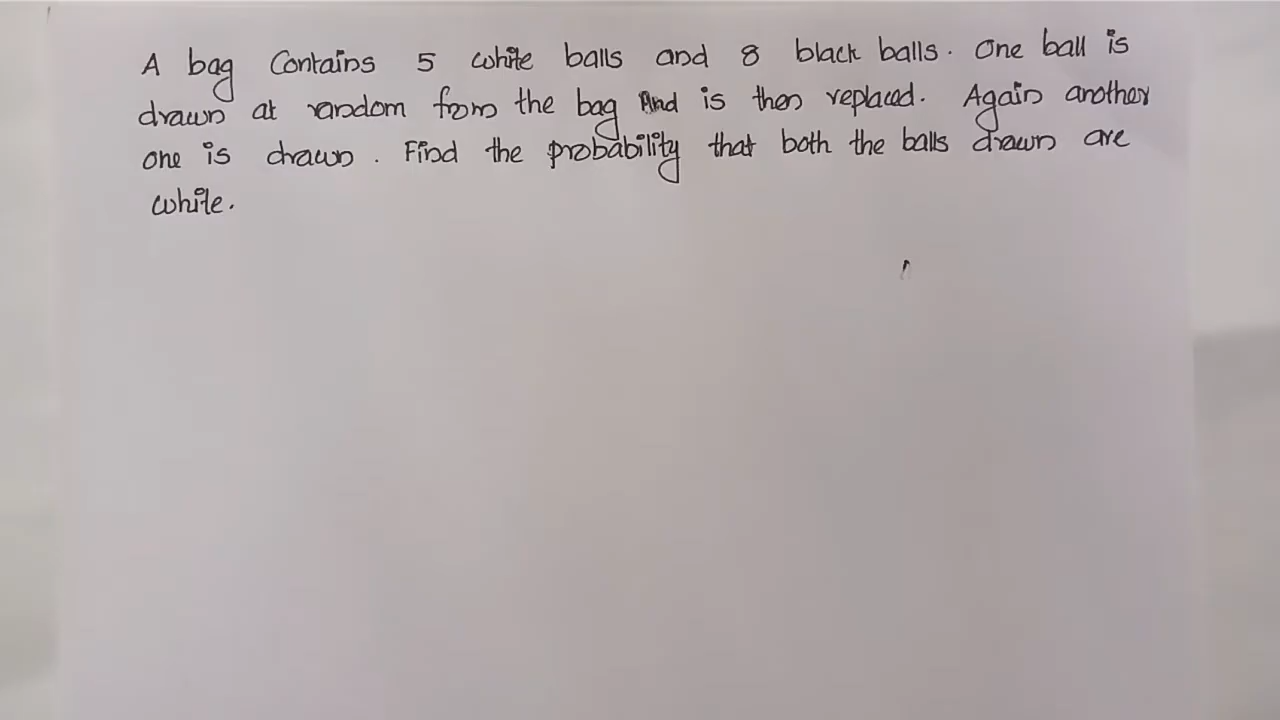 A bag Contains 5 white balls and 8 black balls. One ball is
drawn at random from the bag And is then replaced. Again another
one is drawn. Find the probability that both the balls drawn are
white.